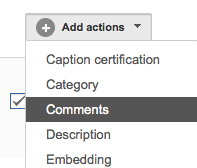 Add actions
Caption certification
Category
Comments
Description
Embedding